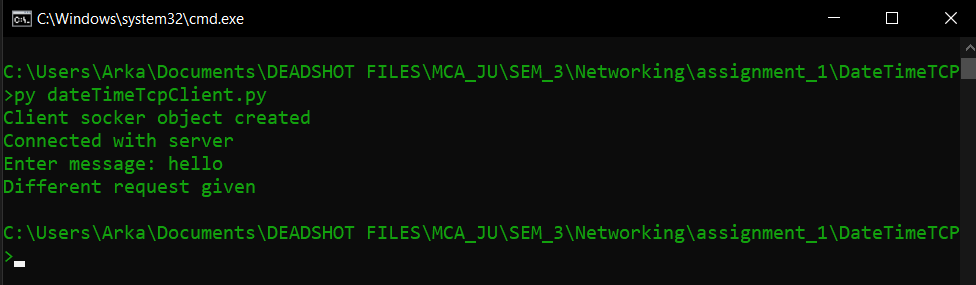 C:\Windows\system32\cmd.exe
C:\Users\Arka\Documents\DEADSHOT FILES\MCA_JU\SEM_3\Networking\assignment_1\DateTimeTCP
>py dateTimeTcpClient.py
Client socker object created
Connected with server
Enter message: hello
Different request given
C:\Users\Arka\Documents\DEADSHOT FILES\MCA_JU\SEM_3\Networking\assignment_1\DateTimeTCP
>